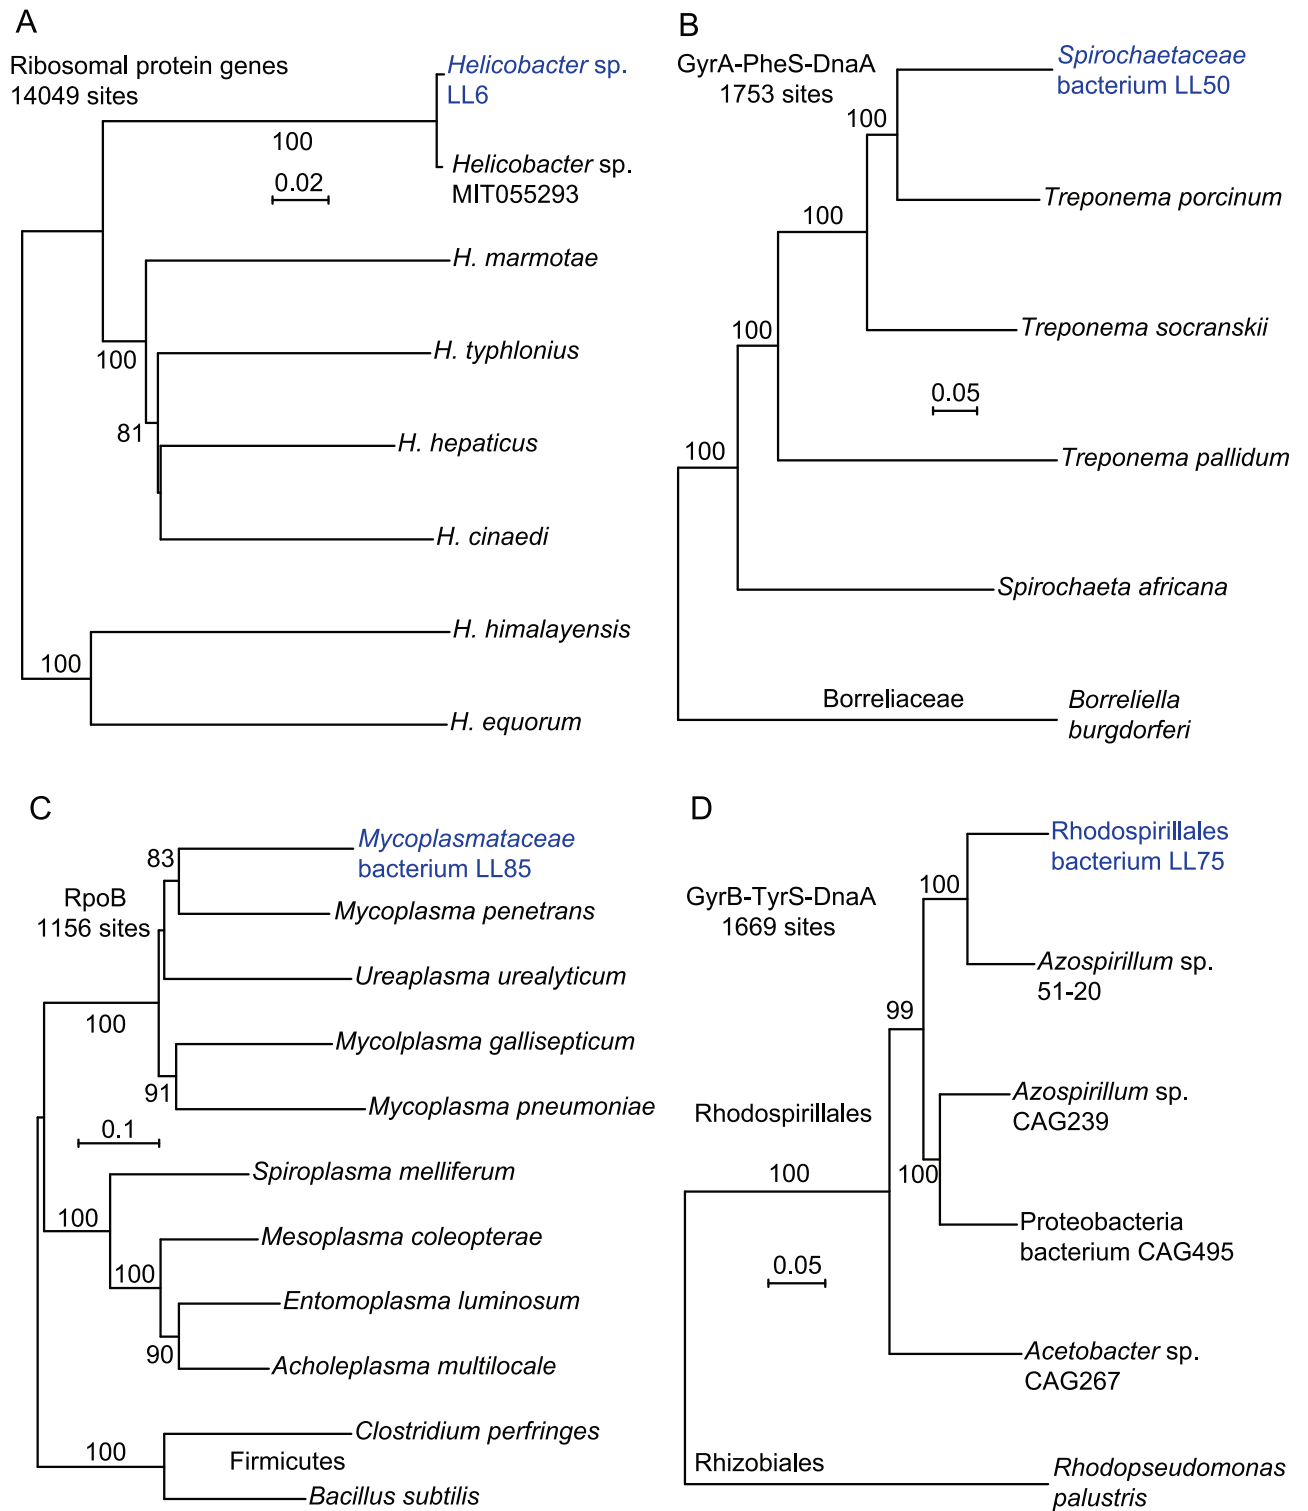 A
Ribosomal protein genes
14049 sites
Helicobacter sp.
LL6
100
Helicobacter sp.
MIT055293
0.02
H. marmotae
100
H. typhlonius
81
H. hepaticus
H. cinaedi
H. himalayensis
100
H. equorum
B
GyrA-PheS-DnaA
1753 sites
Spirochaetaceae
bacterium LL50
100
Treponema porcinum
100
Treponema socranskii
100
0.05
Treponema pallidum
100
Spirochaeta africana
Borreliaceae
Borreliella
burgdorferi
C
RpoB
1156 sites
Mycoplasmataceae
bacterium LL85
83
Mycoplasma penetrans
Ureaplasma urealyticum
100
Mycolplasma gallisepticum
91
Mycoplasma pneumoniae
0.1
Spiroplasma melliferum
100
Mesoplasma coleopterae
100
Entomoplasma luminosum
90
Acholeplasma multilocale
Clostridium perfringes
100
Firmicutes
Bacillus subtilis
D
GyrB-TyrS-DnaA
1669 sites
Rhodospirillales
bacterium LL75
100
Azospirillum sp.
51-20
99
Azospirillum sp.
CAG239
Rhodospirillales
100
100
Proteobacteria
bacterium CAG495
0.05
Acetobacter sp.
CAG267
Rhizobiales
Rhodopseudomonas
palustris